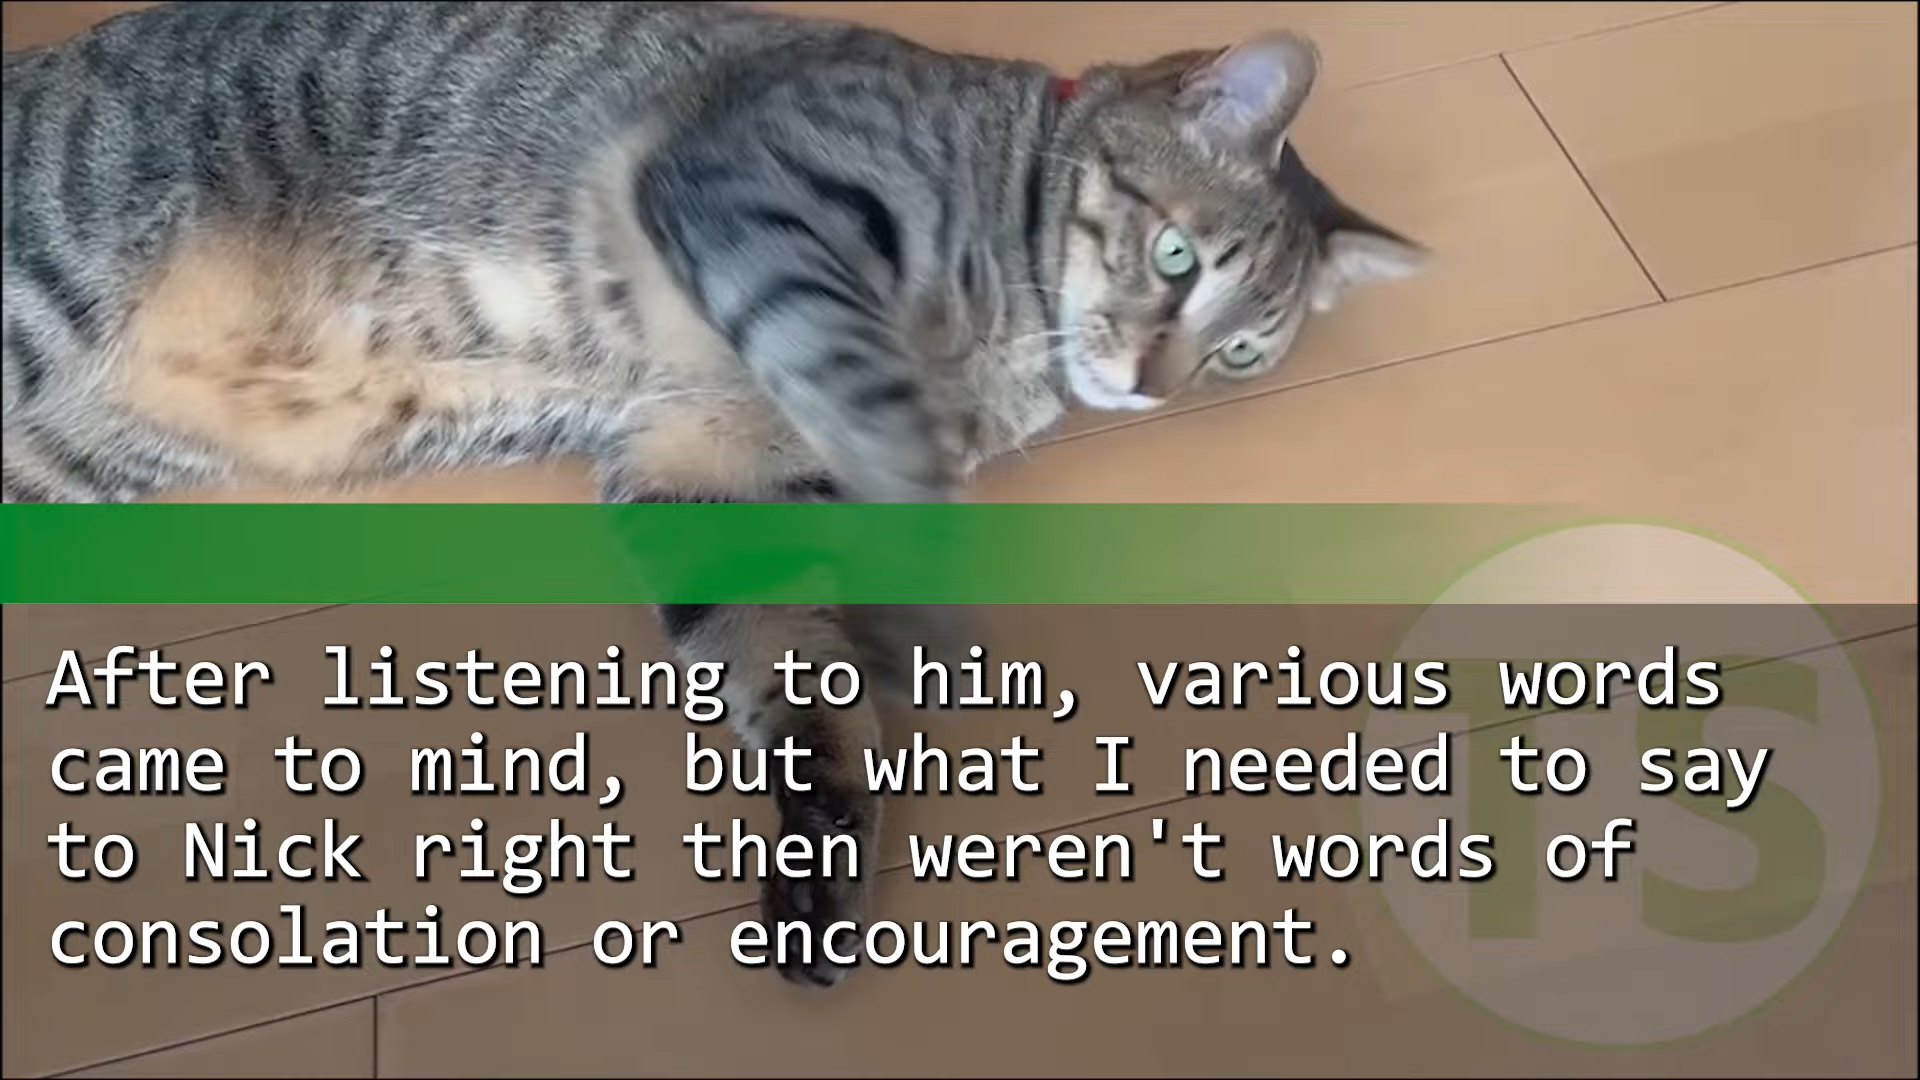 After listening to him, various words
came to mind, but what I needed to say
to Nick right then weren't words of
consolation or encouragement.
TS